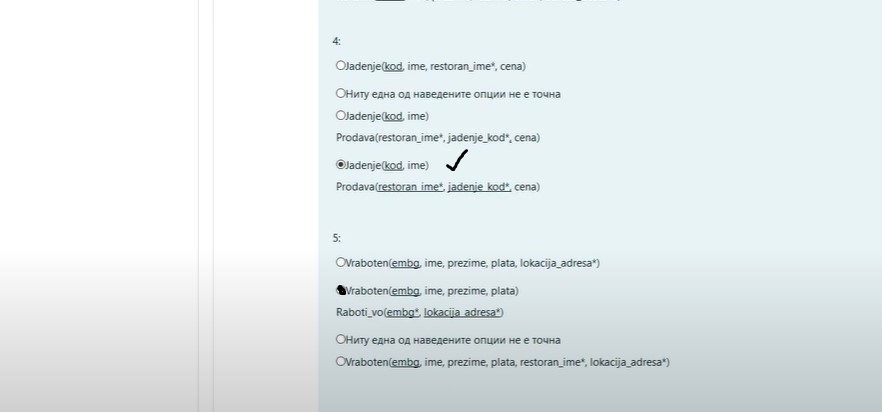 4:
Jadenje(kod, ime, restoran_ime*, cena)
Ниту една од наведените опции не е точна
Jadenje(kod, ime)
Prodava(restoran_ime*, jadenje_kod*, cena)
Jadenje(kod, ime)
Prodava(restoran_ime*, jadenje_kod*, cena)
5:
Vraboten(embg, ime, prezime, plata, lokacija_adresa*)
Vraboten(embg, ime, prezime, plata)
Raboti_vo(embg*, lokacija_adresa*)
Ниту една од наведените опции не е точна
Vraboten(embg, ime, prezime, plata, restoran_ime*, lokacija_adresa*)